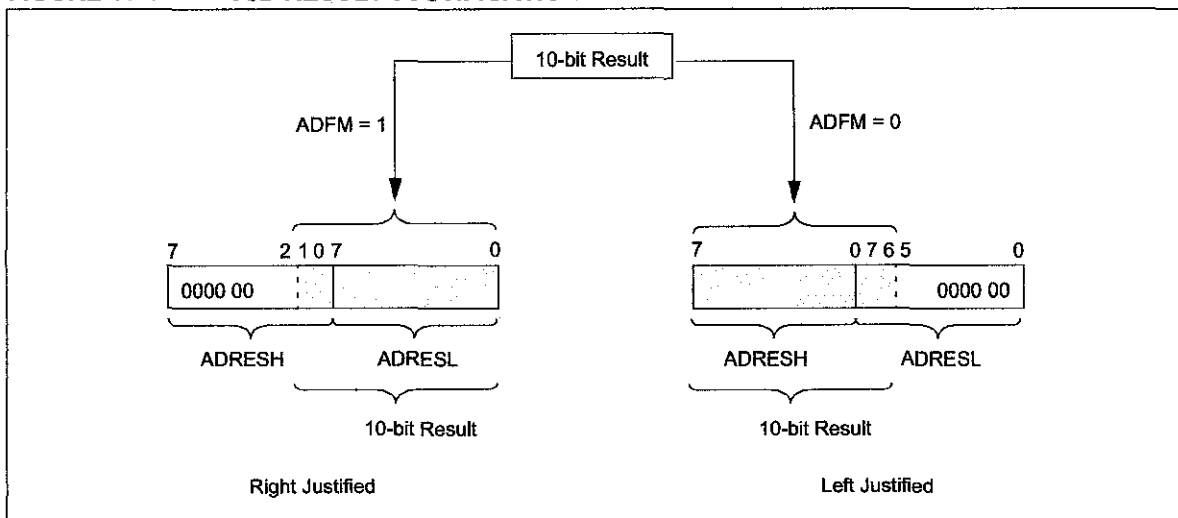 10-bit Result
ADFM = 1
ADFM = 0
7 2 1 0 7 0
7 0 7 6 5 0
0000 00
0000 00
ADRESH ADRESL
ADRESH ADRESL
10-bit Result
10-bit Result
Right Justified
Left Justified